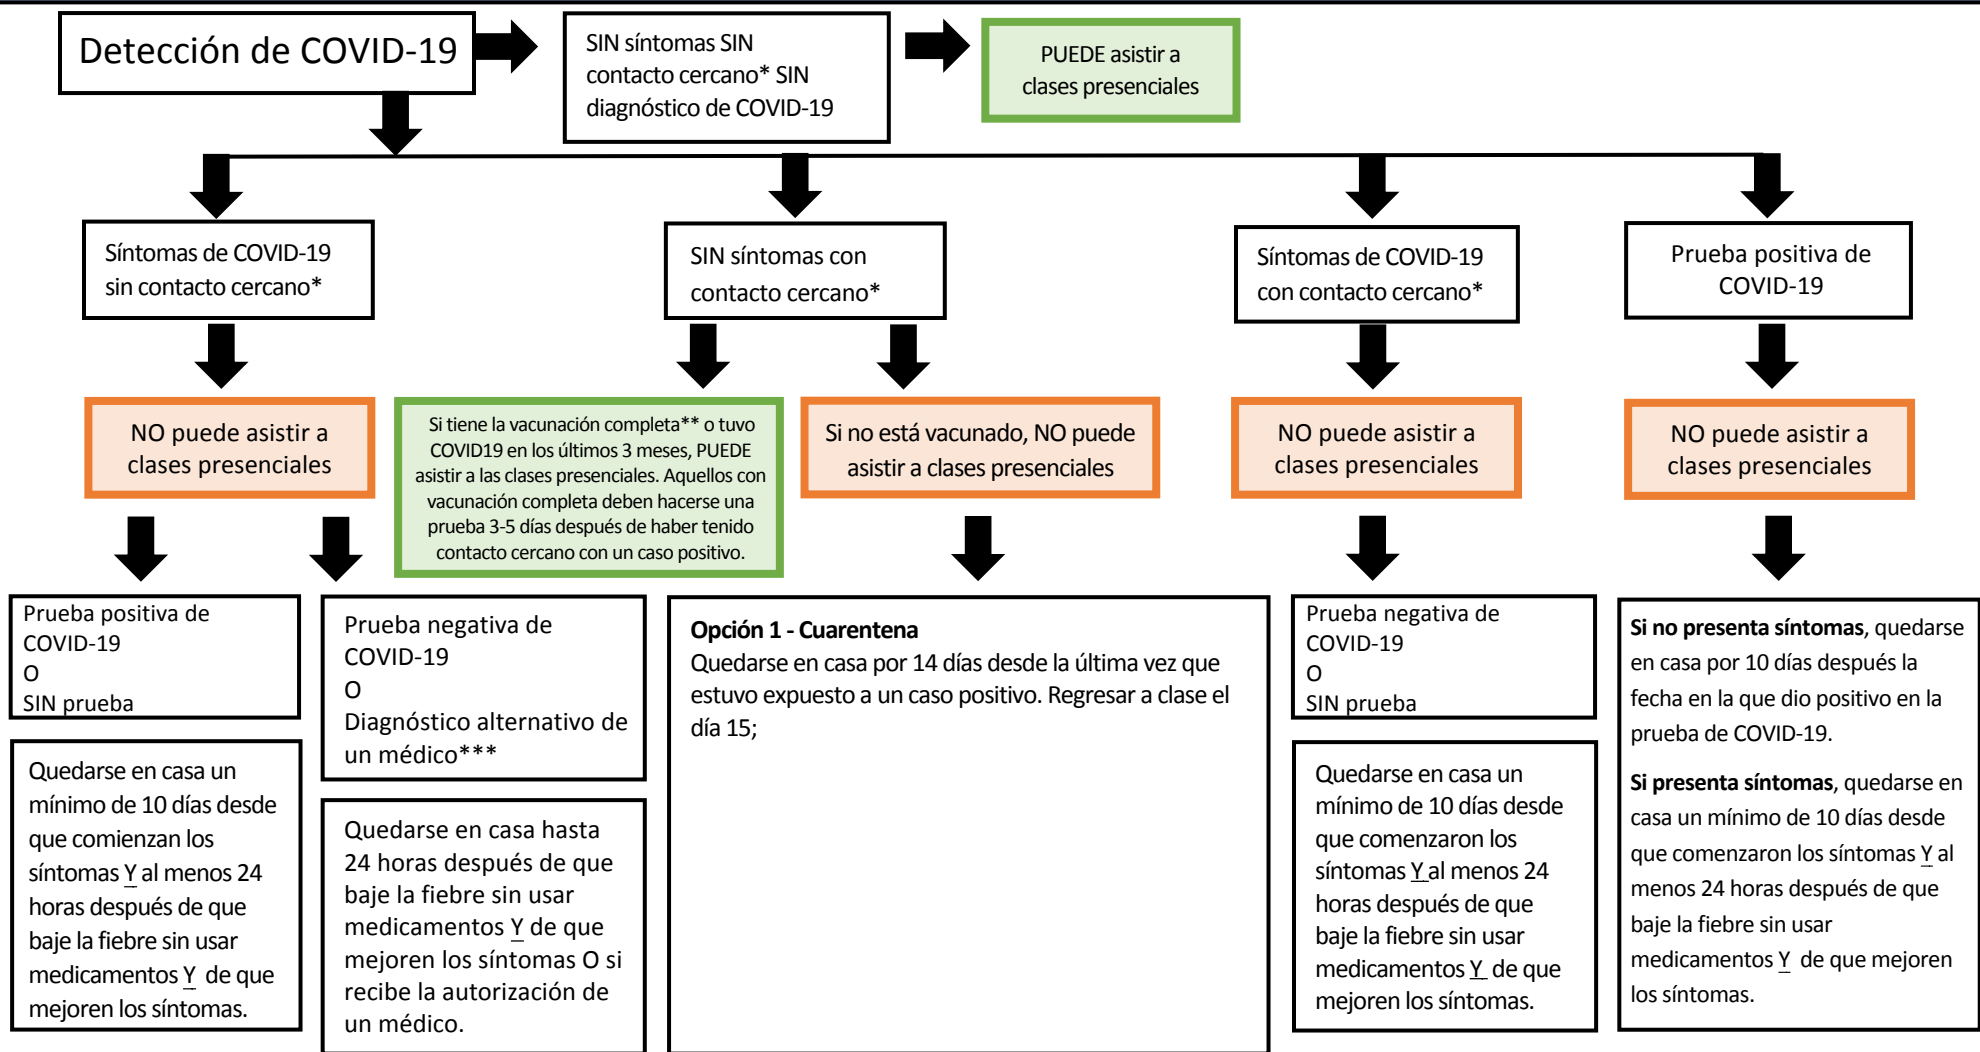 Detección de COVID-19
SIN síntomas SIN
contacto cercano* SIN
diagnóstico de COVID-19
PUEDE asistir a
clases presenciales
Síntomas de COVID-19
sin contacto cercano*
SIN síntomas con
contacto cercano*
Síntomas de COVID-19
con contacto cercano*
Prueba positiva de
COVID-19
NO puede asistir a
clases presenciales
Si tiene la vacunación completa** o tuvo
COVID19 en los últimos 3 meses, PUEDE
asistir a las clases presenciales. Aquellos con
vacunación completa deben hacerse una
prueba 3-5 días después de haber tenido
contacto cercano con un caso positivo.
Si no está vacunado, NO puede
asistir a clases presenciales
NO puede asistir a
clases presenciales
NO puede asistir a
clases presenciales
Prueba positiva de
COVID-19
O
SIN prueba
Quedarse en casa un
mínimo de 10 días desde
que comienzan los
síntomas Y al menos 24
horas después de que
baje la fiebre sin usar
medicamentos Y de que
mejoren los síntomas.
Prueba negativa de
COVID-19
O
Diagnóstico alternativo de
un médico***
Quedarse en casa hasta
24 horas después de que
baje la fiebre sin usar
medicamentos Y de que
mejoren los síntomas O si
recibe la autorización de
un médico.
Opción 1 - Cuarentena
Quedarse en casa por 14 días desde la última vez que
estuvo expuesto a un caso positivo. Regresar a clase el
día 15;
Prueba negativa de
COVID-19
O
SIN prueba
Quedarse en casa un
mínimo de 10 días desde
que comenzaron los
síntomas Y al menos 24
horas después de que
baje la fiebre sin usar
medicamentos Y de que
mejoren los síntomas.
Si no presenta síntomas, quedarse
en casa por 10 días después la
fecha en la que dio positivo en la
prueba de COVID-19.
Si presenta síntomas, quedarse en
casa un mínimo de 10 días desde
que comenzaron los síntomas Y al
menos 24 horas después de que
baje la fiebre sin usar
medicamentos Y de que mejoren
los síntomas.